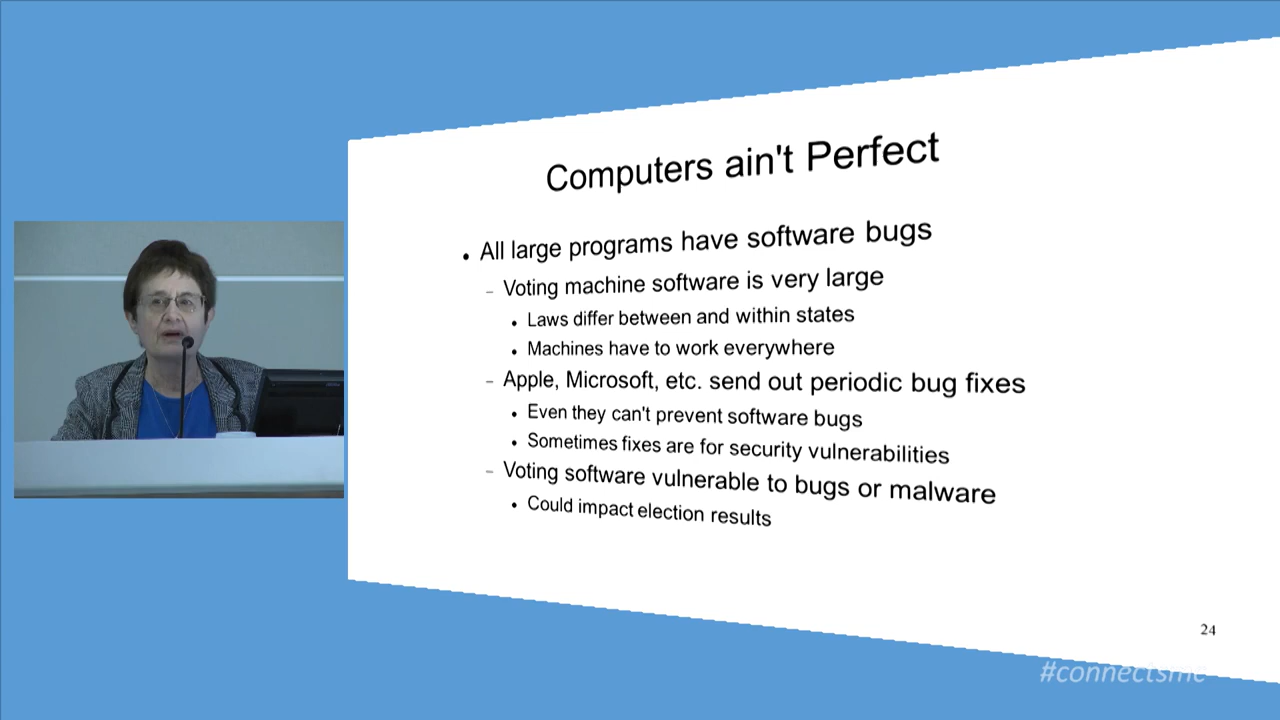 Computers ain't Perfect
• All large programs have software bugs
– Voting machine software is very large
• Laws differ between and within states
• Machines have to work everywhere
– Apple, Microsoft, etc. send out periodic bug fixes
• Even they can't prevent software bugs
• Sometimes fixes are for security vulnerabilities
– Voting software vulnerable to bugs or malware
• Could impact election results
24
#connectsmc